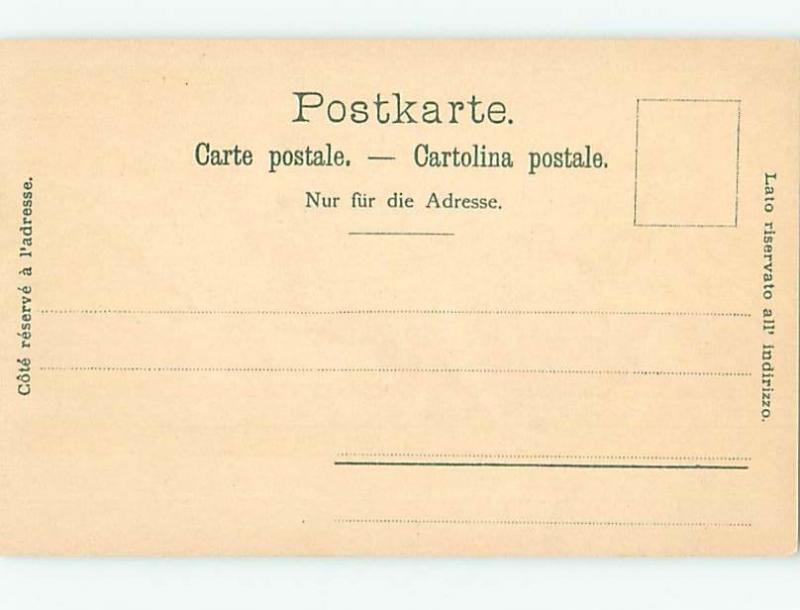 Postkarte.
Carte postale. — Cartolina postale.
Nur für die Adresse.
Côté réservé à l'adresse.
Lato riservato all' indirizzo.